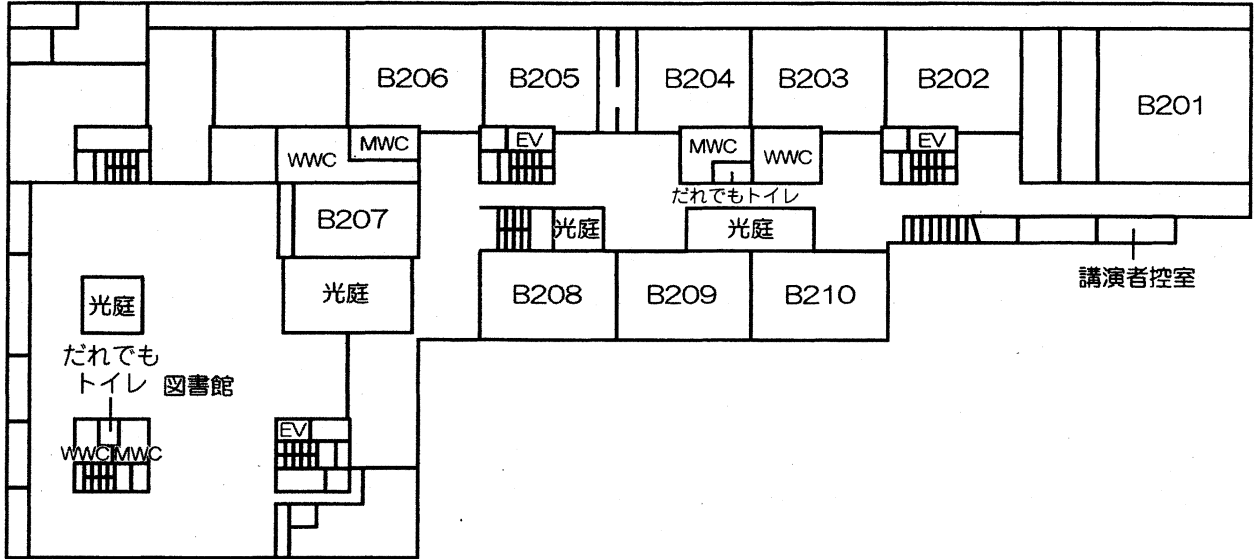 B206
B205
B204
B203
B202
B201
EV
EV
MWC
WWC
MWC
WWC
だれでもトイレ
B207
光庭
光庭
講演者控室
光庭
光庭
B208
B209
B210
だれでも
トイレ
図書館
EV
WWC
MWC